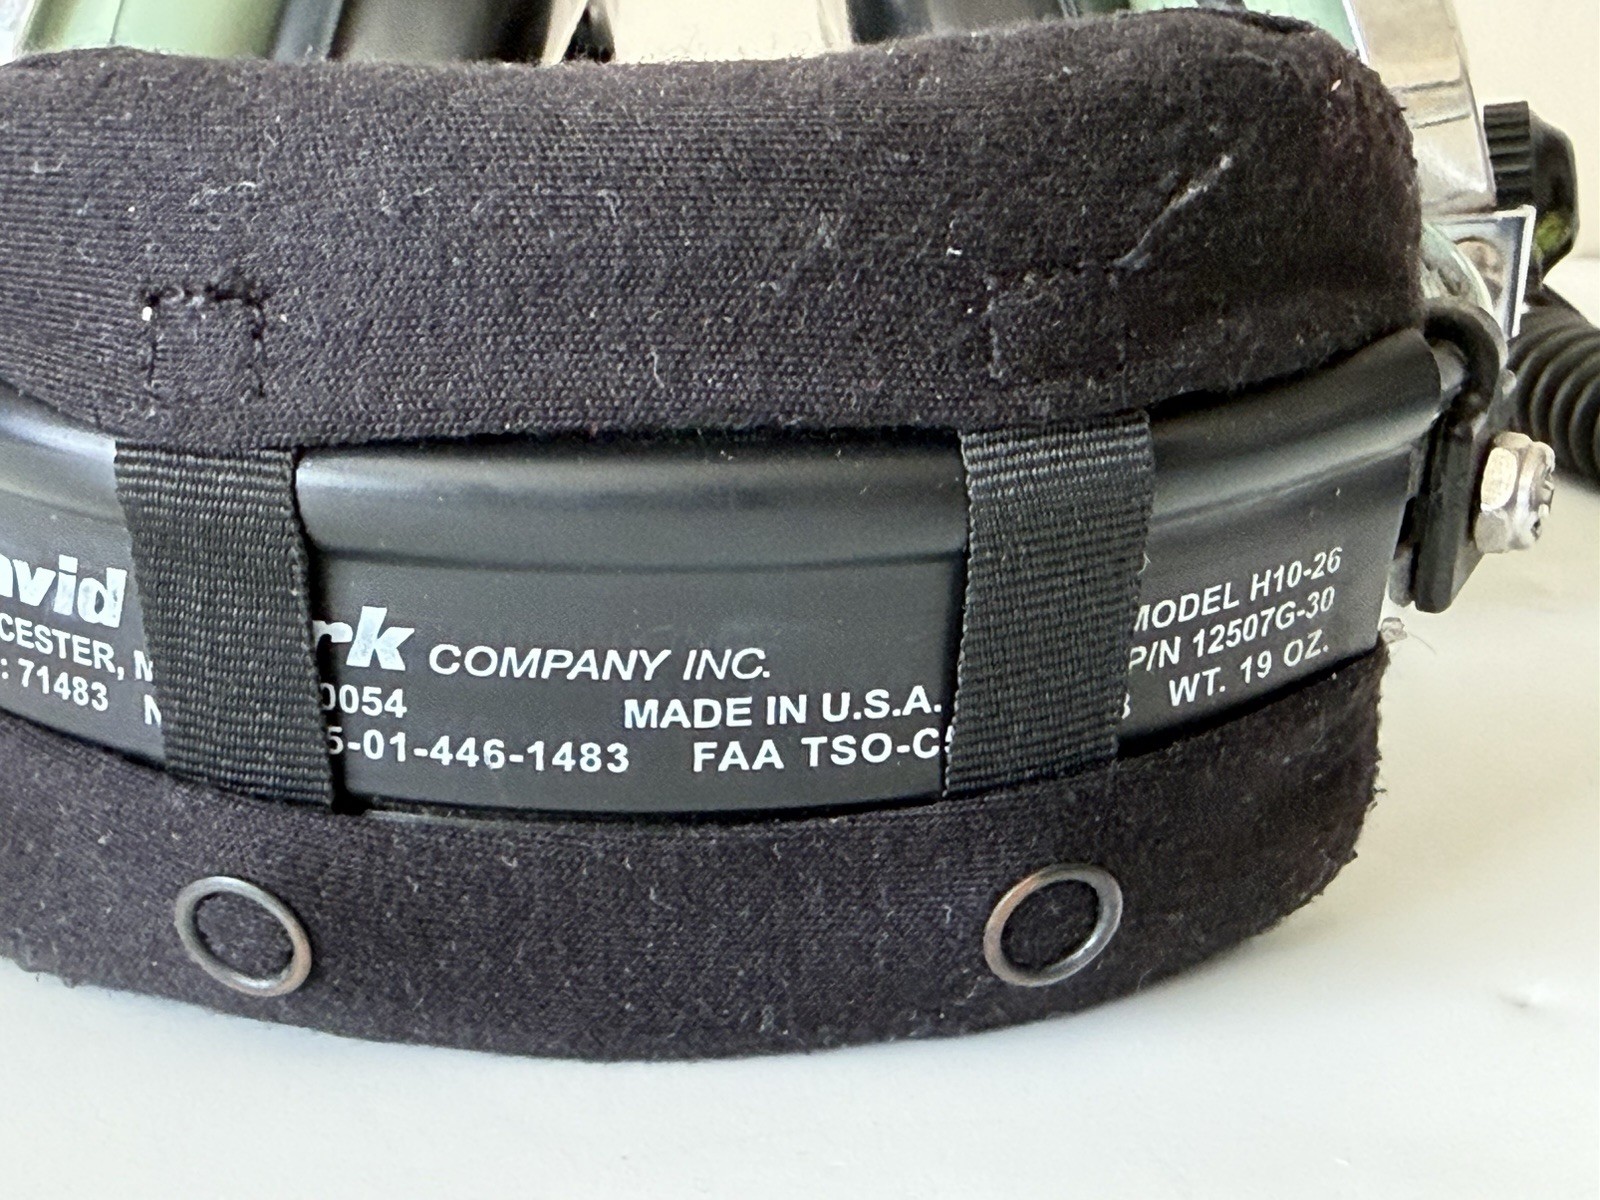 avid rk COMPANY INC.
CESTER, M 0054 MADE IN U.S.A.
: 71483 N 5-01-446-1483 FAA TSO-C
MODEL H10-26
P/N 12507G-30
WT. 19 OZ.